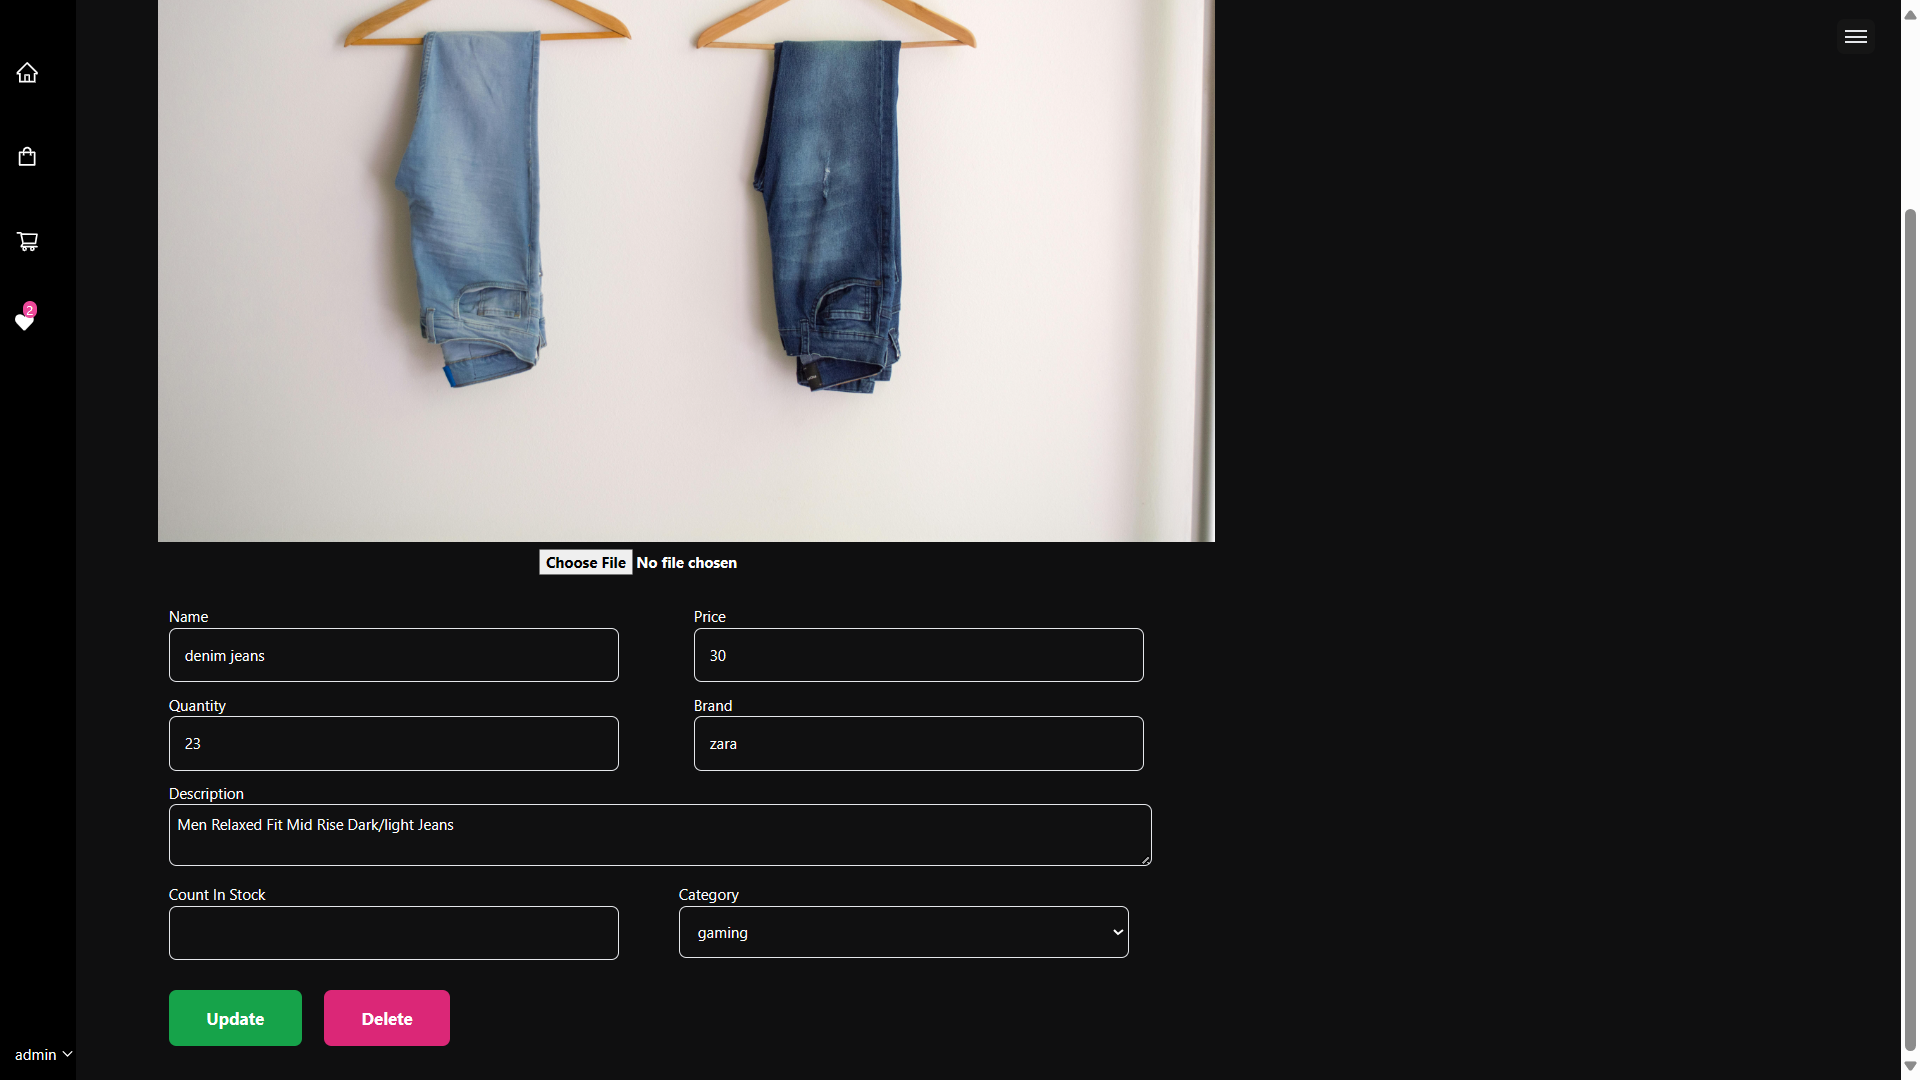 2
Choose File No file chosen
Name
Price
denim jeans
30
Quantity
Brand
23
zara
Description
Men Relaxed Fit Mid Rise Dark/light Jeans
Count In Stock
Category
gaming
Update
Delete
admin